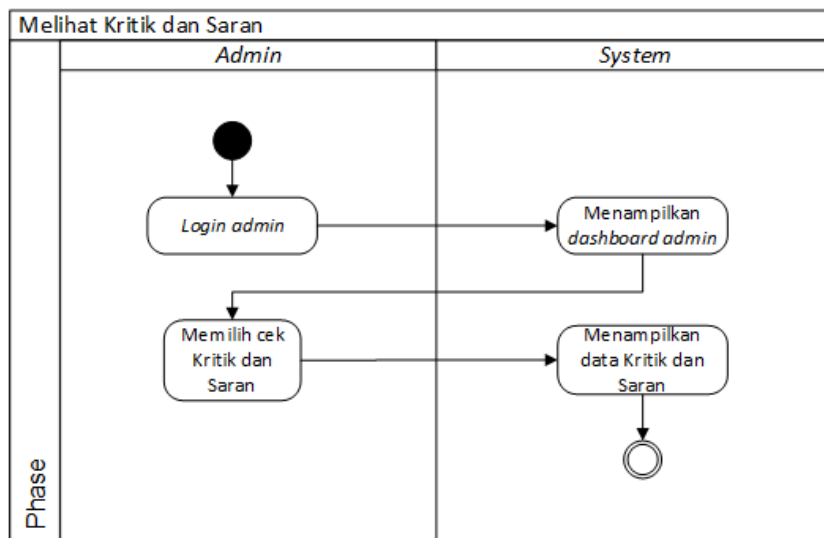 Melihat Kritik dan Saran
Admin
System
Login admin
Menampilkan
dashboard admin
Memilih cek
Kritik dan
Saran
Menampilkan
data Kritik dan
Saran
Phase